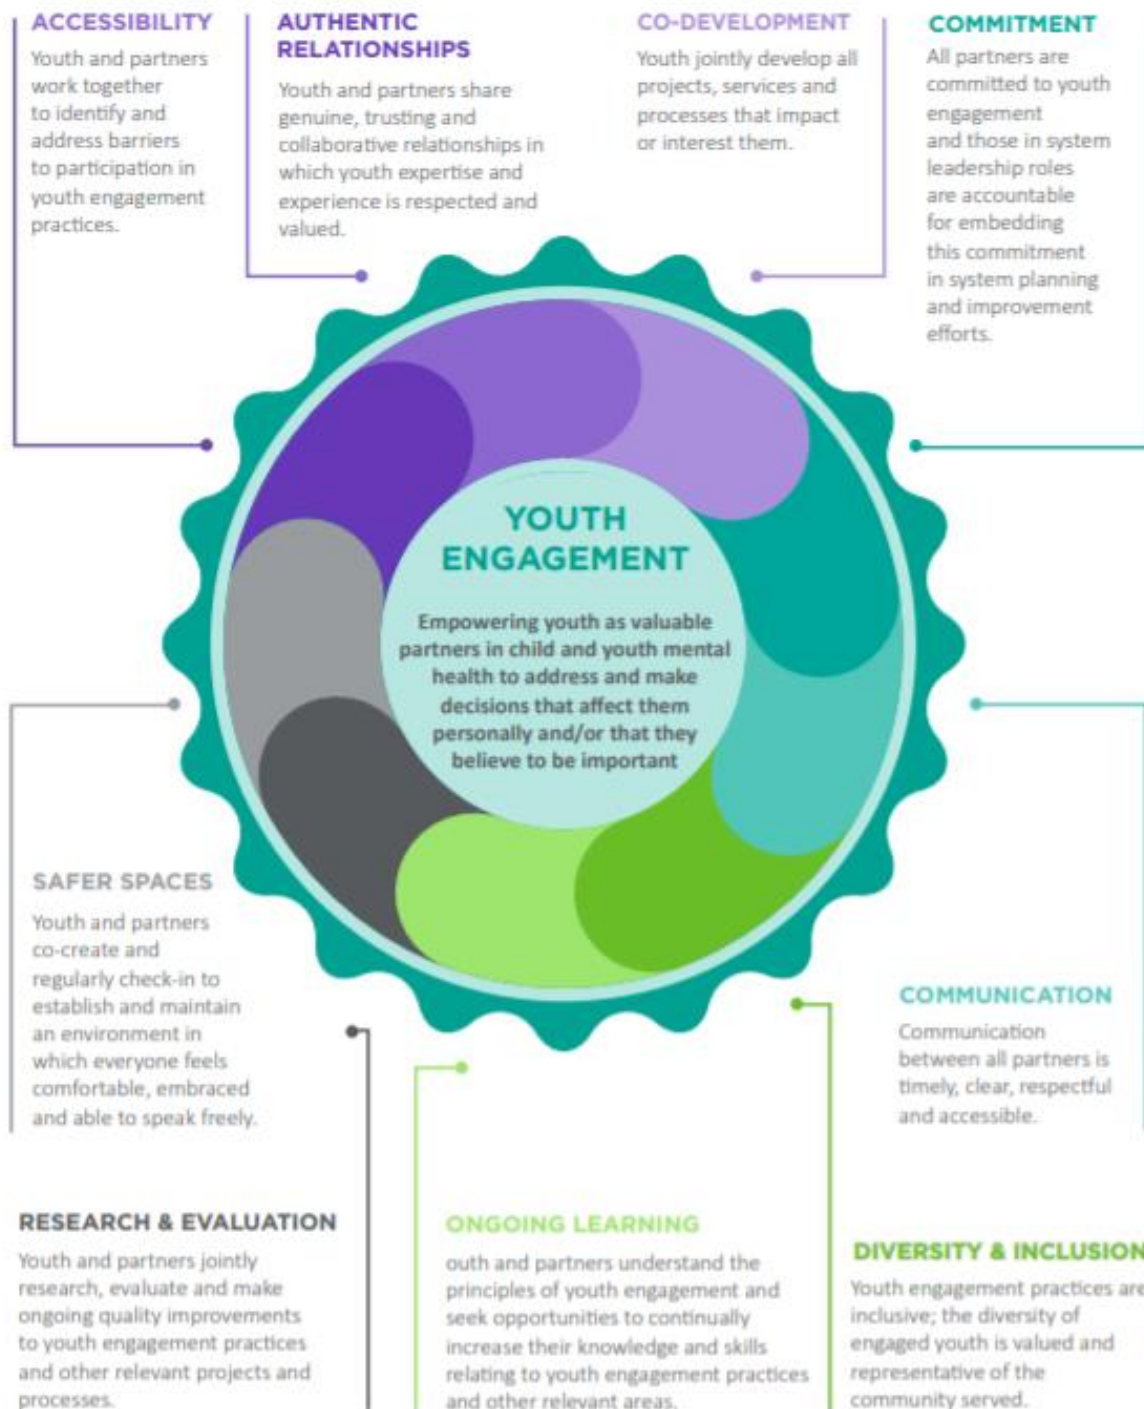 ACCESSIBILITY
Youth and partners
work together
to identify and
address barriers
to participation in
youth engagement
practices.
AUTHENTIC
RELATIONSHIPS
Youth and partners share
genuine, trusting and
collaborative relationships in
which youth expertise and
experience is respected and
valued.
CO-DEVELOPMENT
Youth jointly develop all
projects, services and
processes that impact
or interest them.
COMMITMENT
All partners are
committed to youth
engagement
and those in system
leadership roles
are accountable
for embedding
this commitment
in system planning
and improvement
efforts.
YOUTH
ENGAGEMENT
Empowering youth as valuable
partners in child and youth mental
health to address and make
decisions that affect them
personally and/or that they
believe to be important
SAFER SPACES
Youth and partners
co-create and
regularly check-in to
establish and maintain
an environment in
which everyone feels
comfortable, embraced
and able to speak freely.
COMMUNICATION
Communication
between all partners is
timely, clear, respectful
and accessible.
RESEARCH & EVALUATION
Youth and partners jointly
research, evaluate and make
ongoing quality improvements
to youth engagement practices
and other relevant projects and
processes.
ONGOING LEARNING
outh and partners understand the
principles of youth engagement and
seek opportunities to continually
increase their knowledge and skills
relating to youth engagement practices
and other relevant areas.
DIVERSITY & INCLUSION
Youth engagement practices are
inclusive; the diversity of
engaged youth is valued and
representative of the
community served.